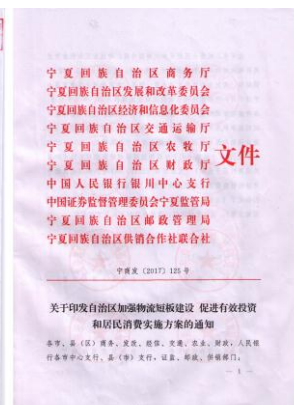 宁夏回族自治区商务厅
宁夏回族自治区发展和改革委员会
宁夏回族自治区经济和信息化委员会
宁夏回族自治区交通运输厅
宁夏回族自治区农牧厅
宁夏回族自治区财政厅
中国人民银行银川中心支行
中国证券监督管理委员会宁夏监管局
宁夏回族自治区邮政管理局
宁夏回族自治区供销合作社联合社
文件
宁商发〔2017〕125号
关于印发自治区加强物流短板建设 促进有效投资
和居民消费实施方案的通知
各市、县（区）商务、发改、经信、交通、农业、财政，人民银
行各市中心支行、县（市）支行，证监、邮政、供销部门：
— 1 —